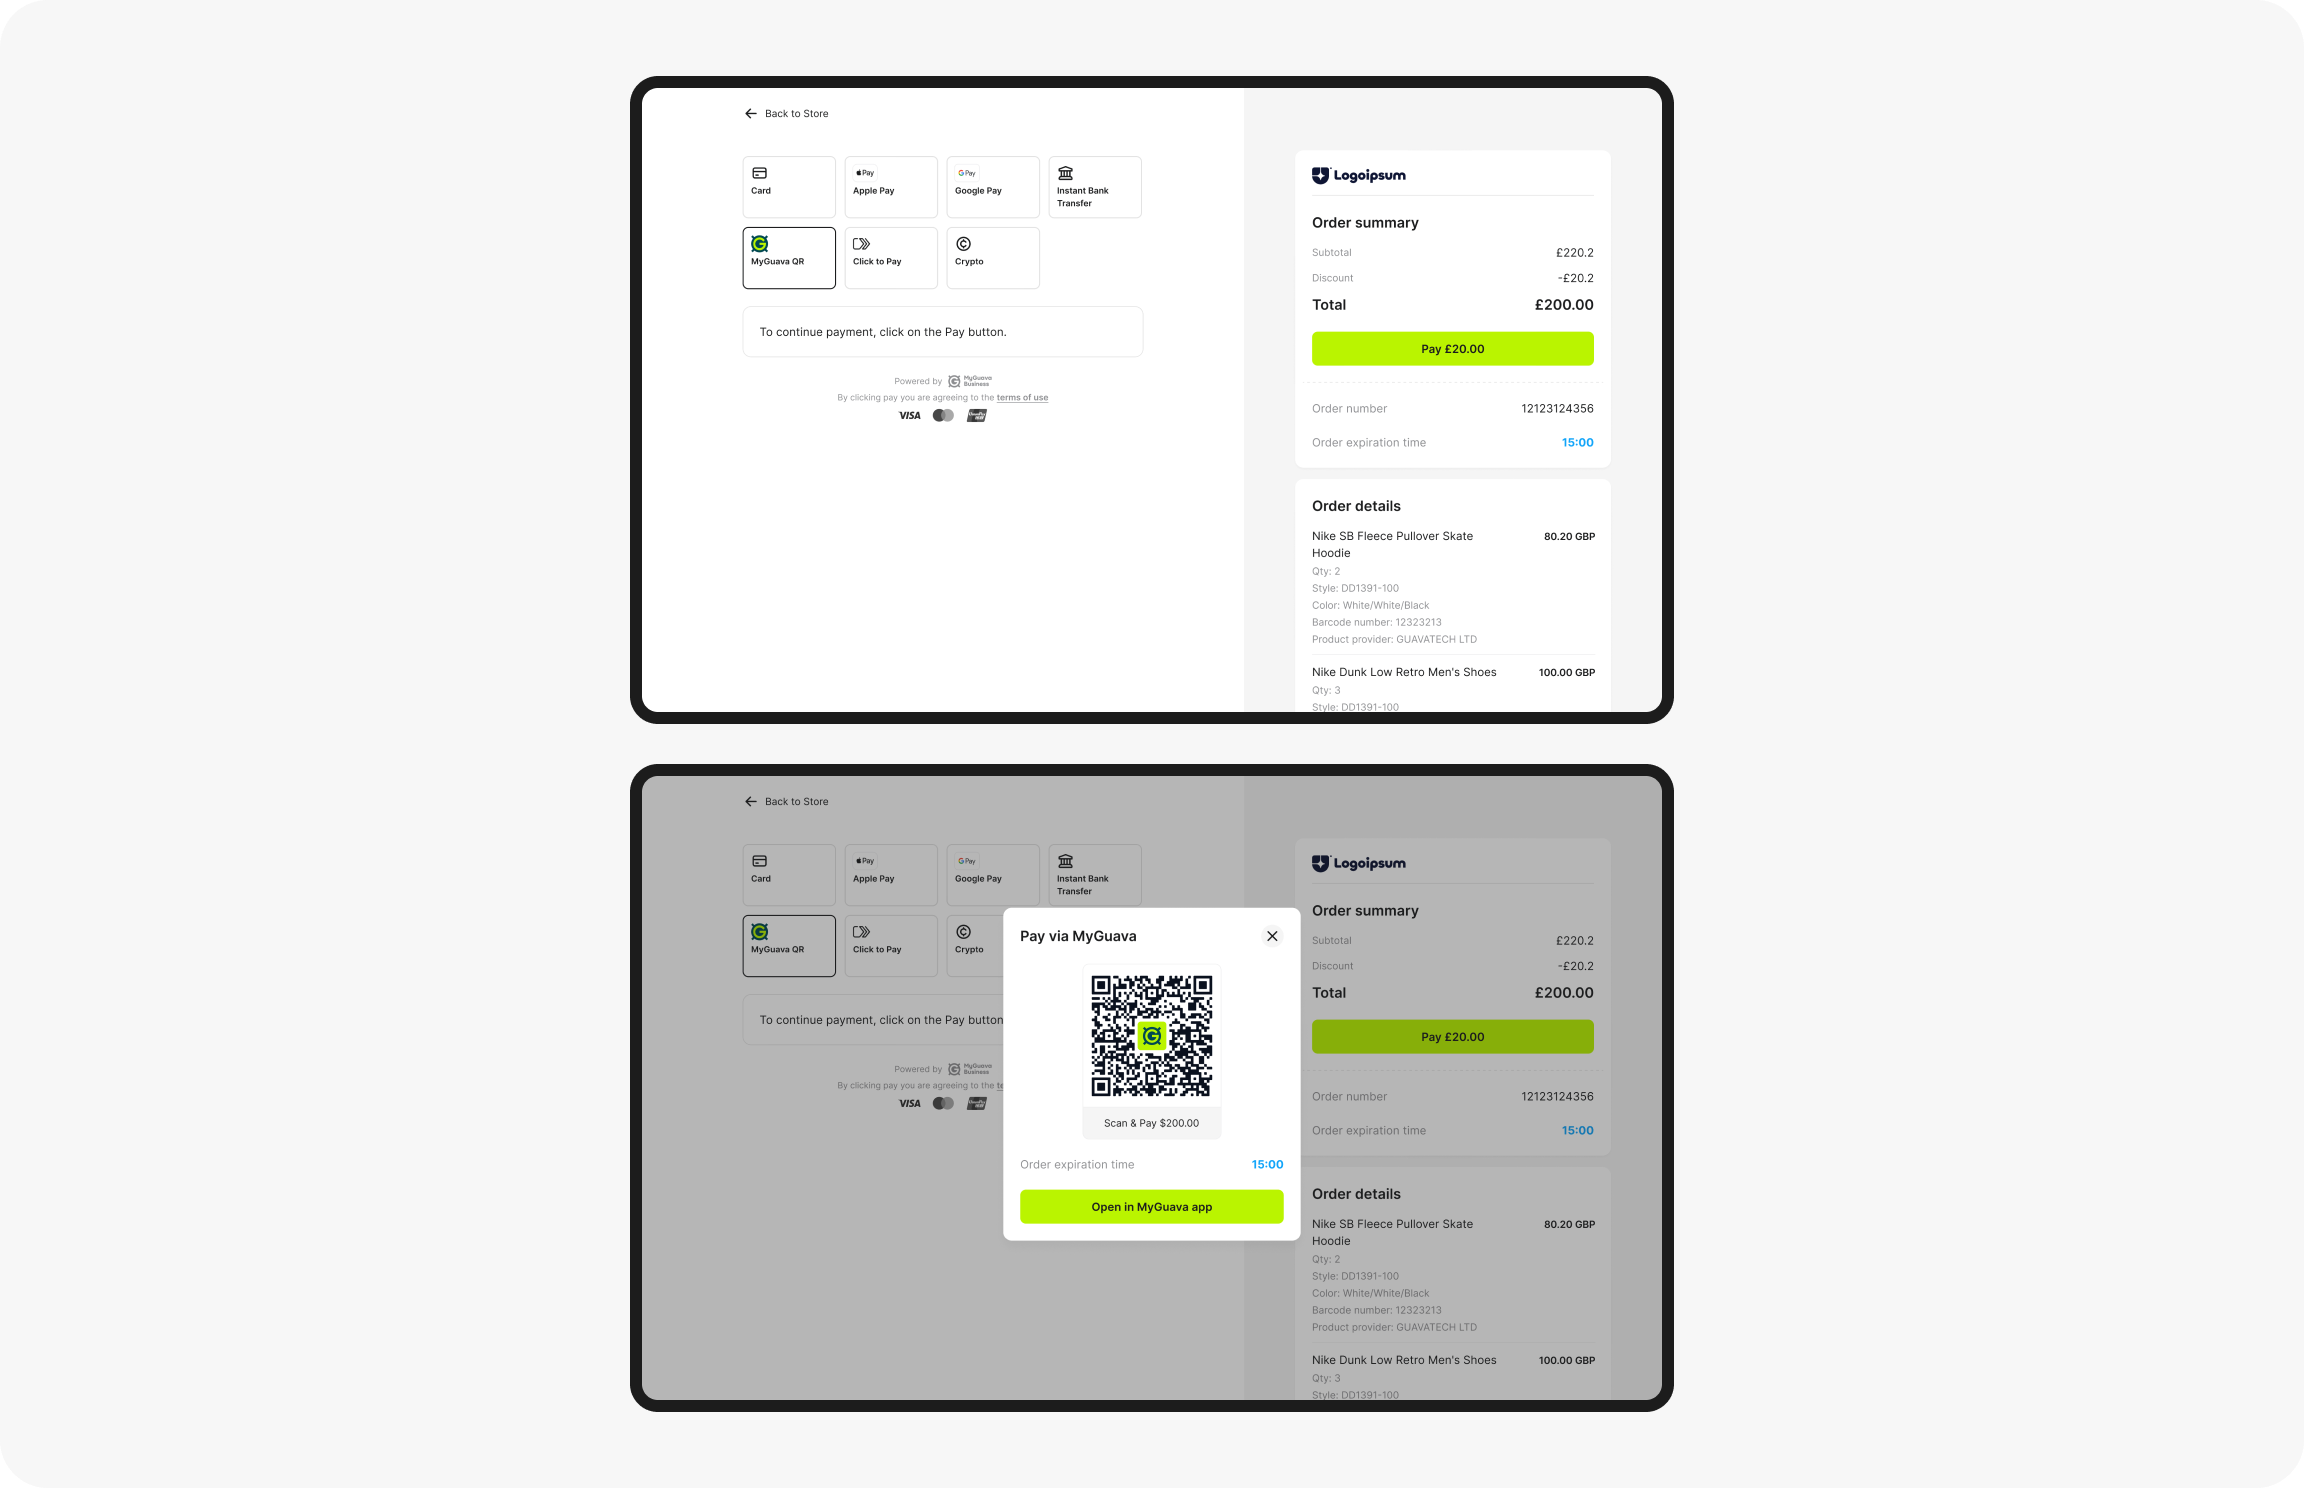 Back to Store
Card
Pay
Apple Pay
G Pay
Google Pay
Instant Bank
Transfer
MyGuava QR
Click to Pay
Crypto
To continue payment, click on the Pay button.
Powered by MyGuava Business
By clicking pay you are agreeing to the terms of use
VISA
Logoipsum
Order summary
Subtotal £220.2
Discount -£20.2
Total £200.00
Pay £20.00
Order number 12123124356
Order expiration time 15:00
Order details
Nike SB Fleece Pullover Skate 80.20 GBP
Hoodie
Qty: 2
Style: DD1391-100
Color: White/White/Black
Barcode number: 12323213
Product provider: GUAVATECH LTD
Nike Dunk Low Retro Men's Shoes 100.00 GBP
Qty: 3
Style: DD1391-100
Back to Store
Card
Pay
Apple Pay
G Pay
Google Pay
Instant Bank
Transfer
MyGuava QR
Click to Pay
Crypto
To continue payment, click on the Pay button
Powered by MyGuava Business
By clicking pay you are agreeing to the te
VISA
Pay via MyGuava
Scan & Pay $200.00
Order expiration time 15:00
Open in MyGuava app
Logoipsum
Order summary
Subtotal £220.2
Discount -£20.2
Total £200.00
Pay £20.00
Order number 12123124356
Order expiration time 15:00
Order details
Nike SB Fleece Pullover Skate 80.20 GBP
Hoodie
Qty: 2
Style: DD1391-100
Color: White/White/Black
Barcode number: 12323213
Product provider: GUAVATECH LTD
Nike Dunk Low Retro Men's Shoes 100.00 GBP
Qty: 3
Style: DD1391-100